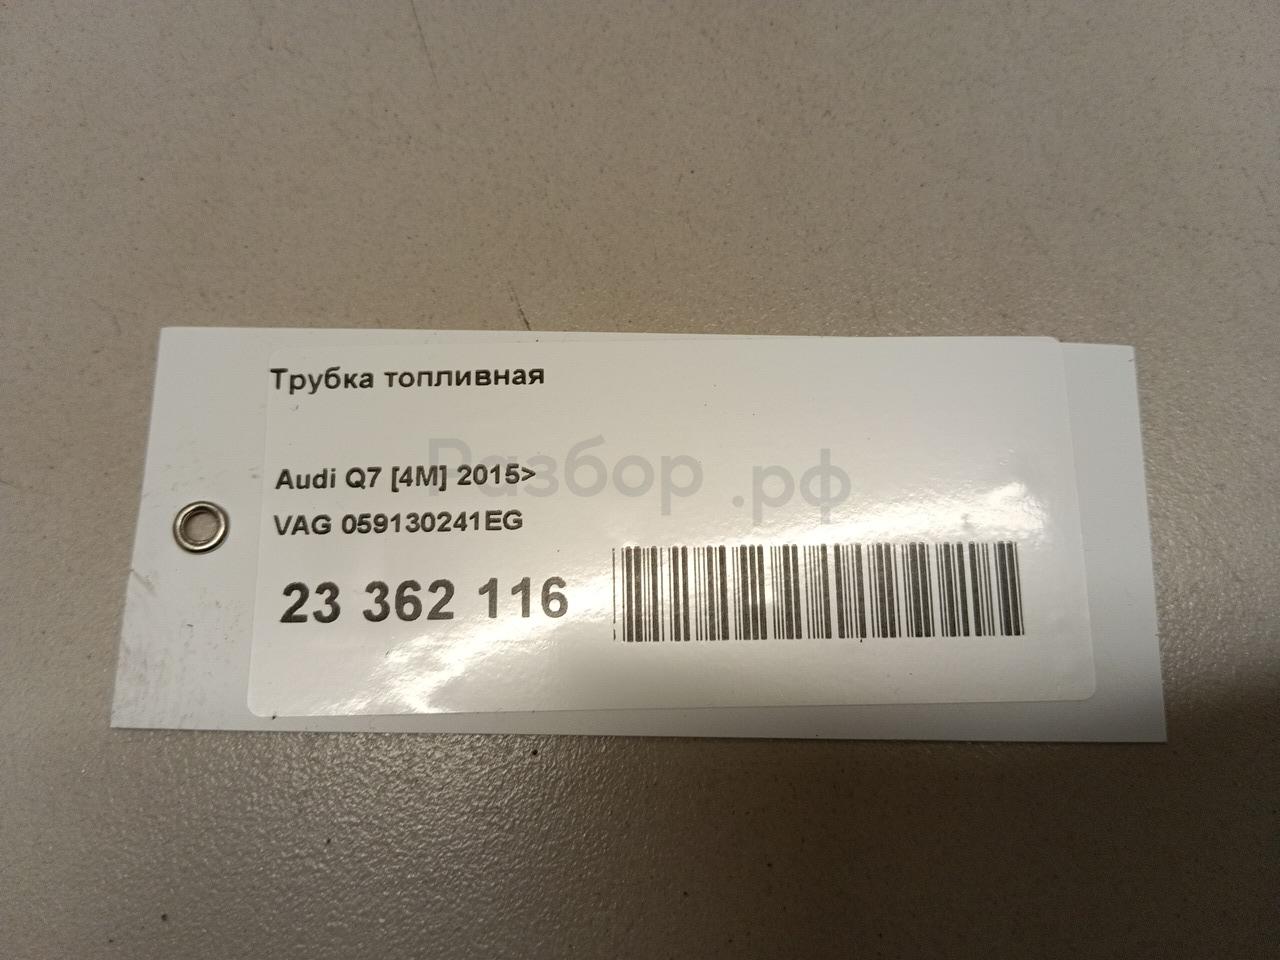 Трубка топливная
Разбор.рф
Audi Q7 [4M] 2015>
VAG 059130241EG
23 362 116